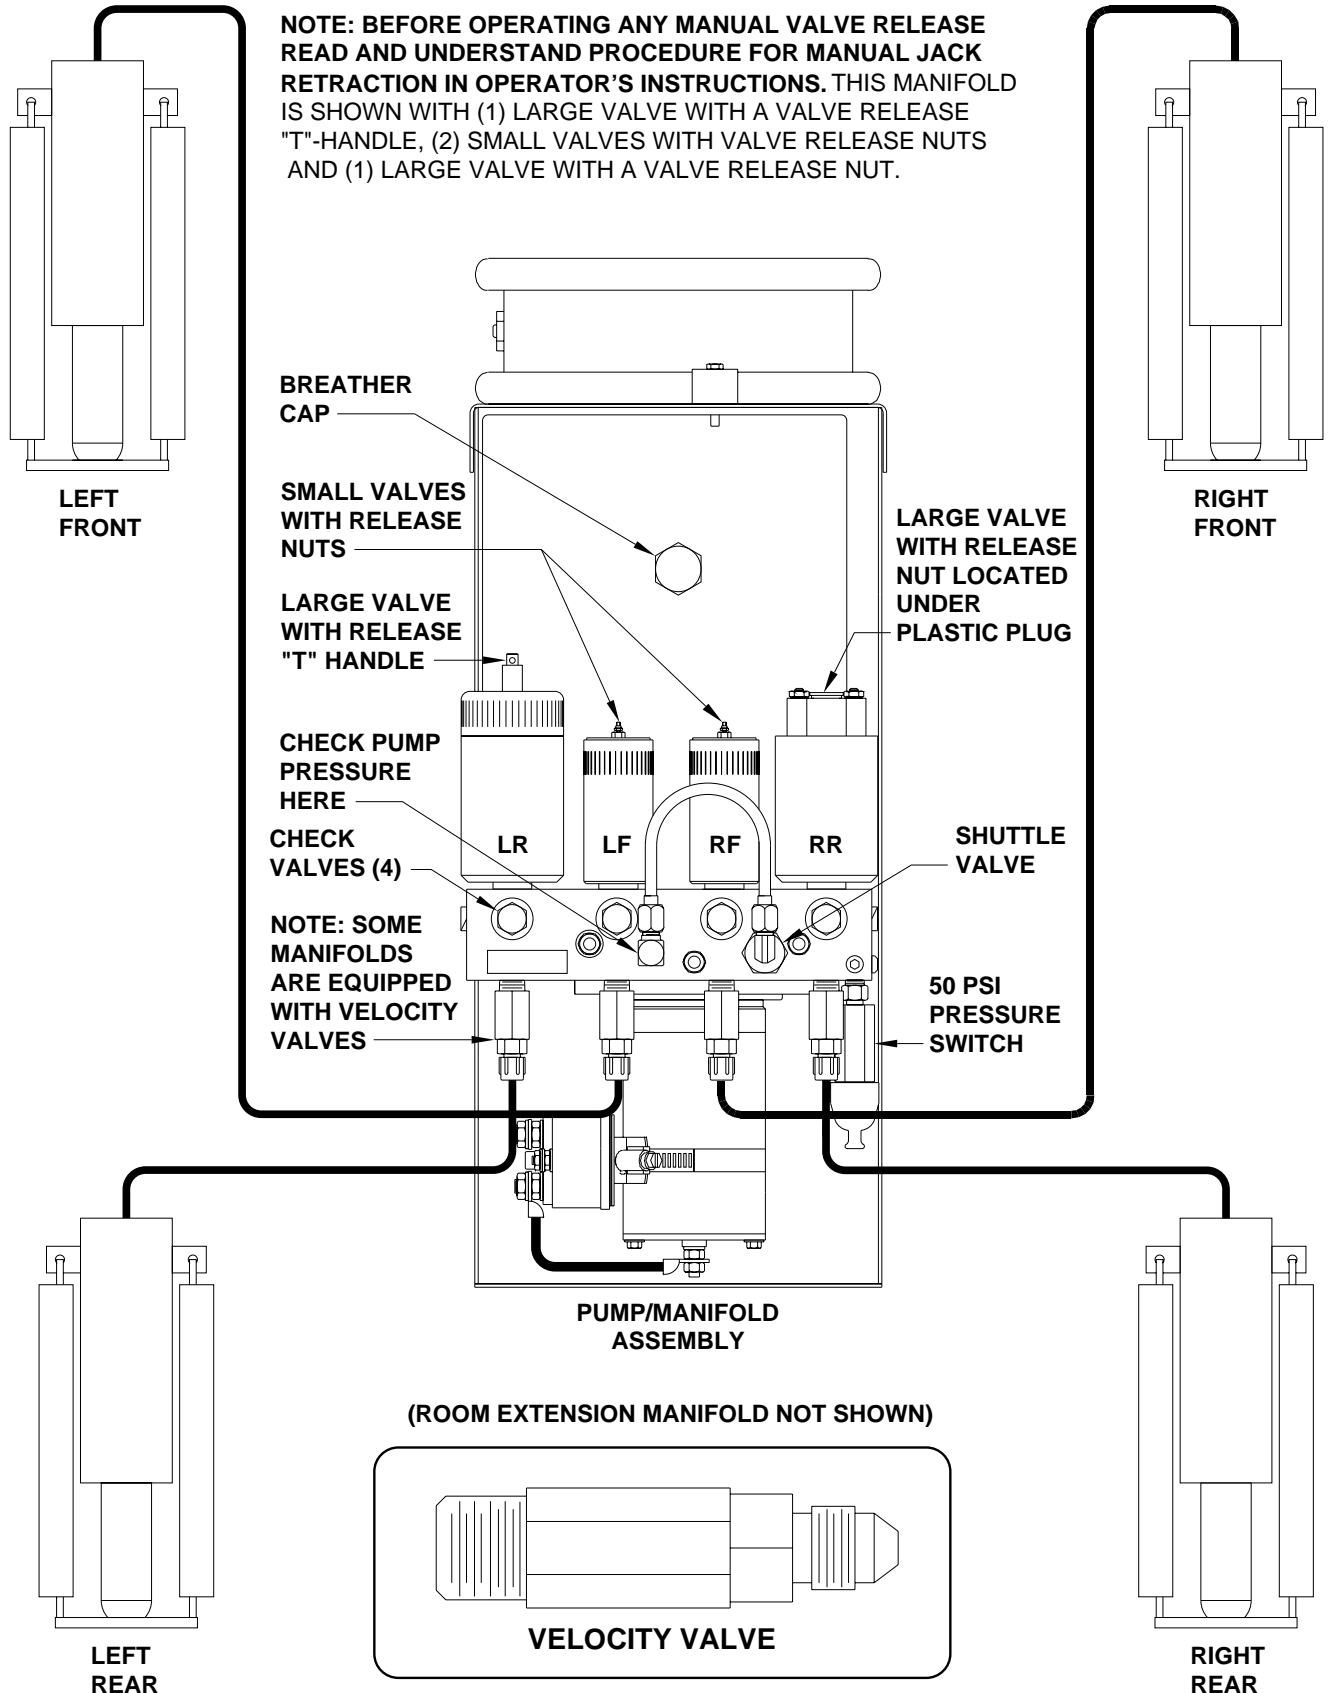 NOTE: BEFORE OPERATING ANY MANUAL VALVE RELEASE
READ AND UNDERSTAND PROCEDURE FOR MANUAL JACK
RETRACTION IN OPERATOR'S INSTRUCTIONS. THIS MANIFOLD
IS SHOWN WITH (1) LARGE VALVE WITH A VALVE RELEASE
"T"-HANDLE, (2) SMALL VALVES WITH VALVE RELEASE NUTS
AND (1) LARGE VALVE WITH A VALVE RELEASE NUT.
LEFT
FRONT
RIGHT
FRONT
BREATHER
CAP
SMALL VALVES
WITH RELEASE
NUTS
LARGE VALVE
WITH RELEASE
"T" HANDLE
LARGE VALVE
WITH RELEASE
NUT LOCATED
UNDER
PLASTIC PLUG
CHECK PUMP
PRESSURE
HERE
CHECK
VALVES (4)
LR
LF
RF
RR
SHUTTLE
VALVE
NOTE: SOME
MANIFOLDS
ARE EQUIPPED
WITH VELOCITY
VALVES
50 PSI
PRESSURE
SWITCH
PUMP/MANIFOLD
ASSEMBLY
(ROOM EXTENSION MANIFOLD NOT SHOWN)
VELOCITY VALVE
LEFT
REAR
RIGHT
REAR